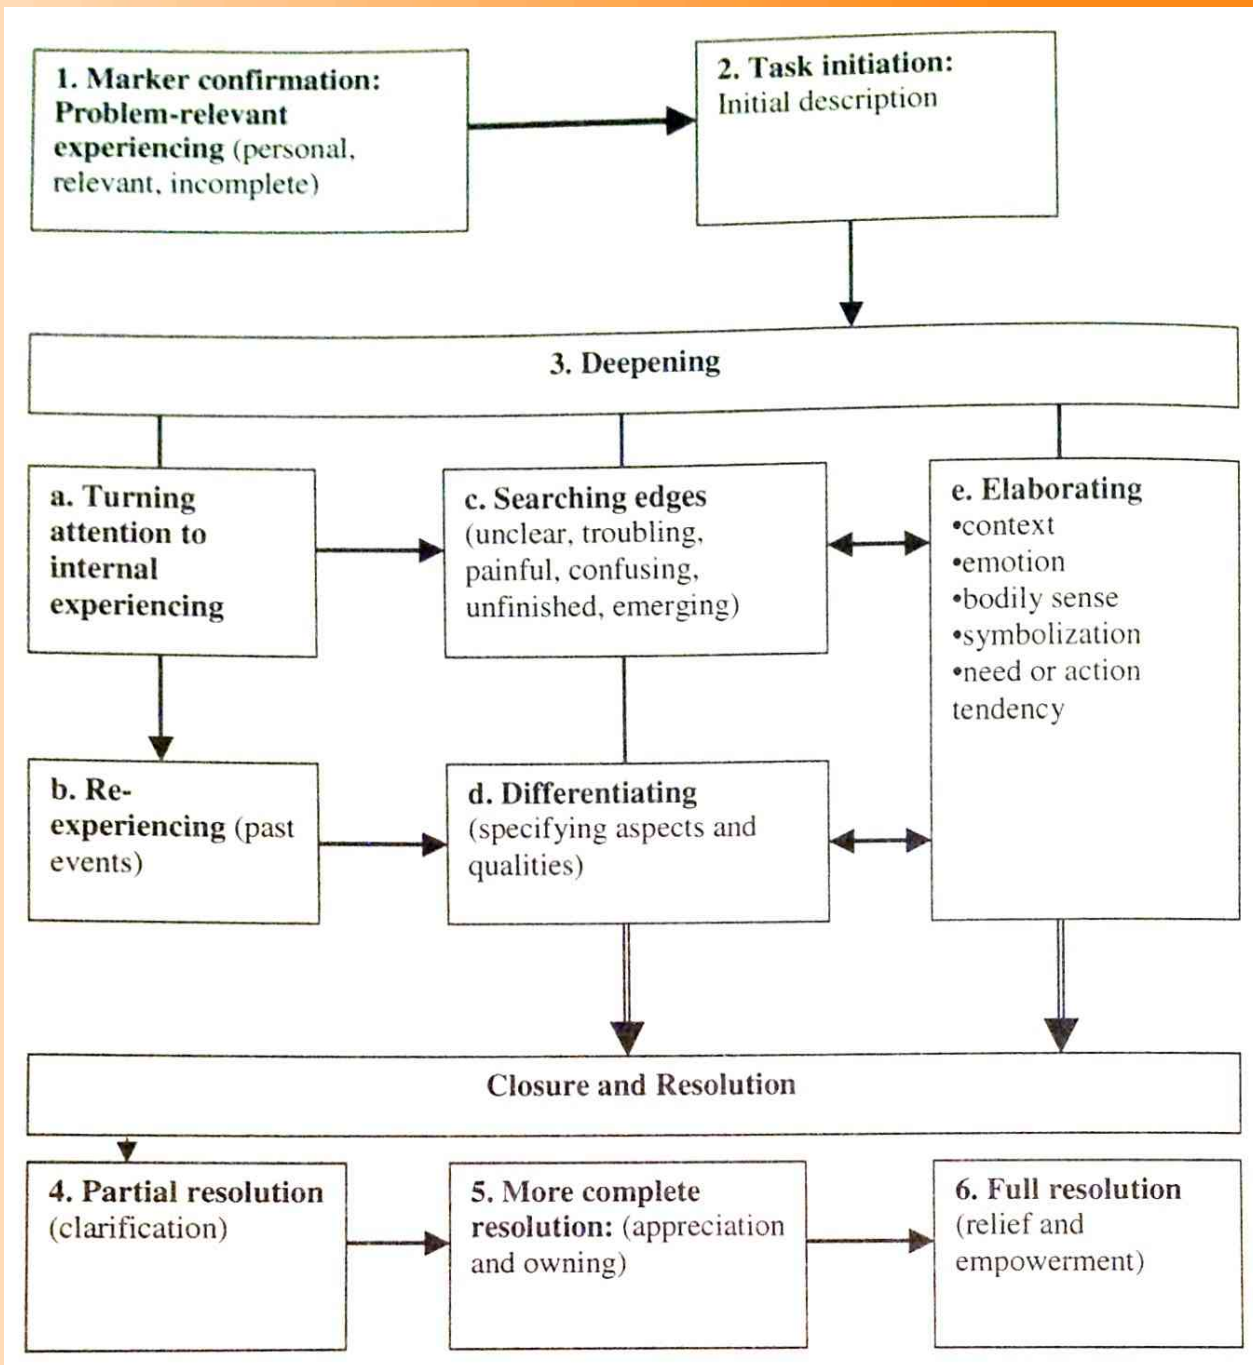 1. Marker confirmation:
Problem-relevant
experiencing (personal,
relevant, incomplete)
2. Task initiation:
Initial description
3. Deepening
a. Turning
attention to
internal
experiencing
c. Searching edges
(unclear, troubling,
painful, confusing,
unfinished, emerging)
e. Elaborating
•context
•emotion
•bodily sense
•symbolization
•need or action
tendency
b. Re-
experiencing (past
events)
d. Differentiating
(specifying aspects and
qualities)
Closure and Resolution
4. Partial resolution
(clarification)
5. More complete
resolution: (appreciation
and owning)
6. Full resolution
(relief and
empowerment)